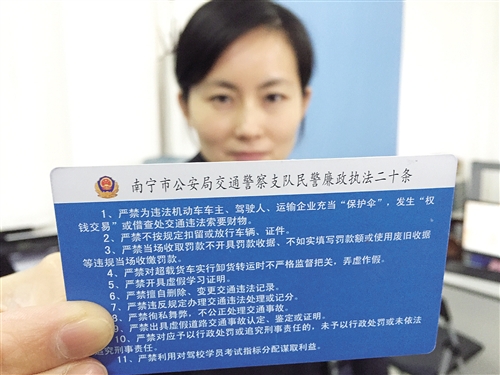 南宁市公安局交通警察支队民警廉政执法二十条
1、严禁为违法机动车车主、驾驶人、运输企业充当“保护伞”，发生“权
钱交易”或借查处交通违法索要财物。
2、严禁不按规定扣留或放行车辆、证件。
3、严禁当场收取罚款不开具罚款收据、不如实填写罚款额或使用废旧收据
等违规当场收缴罚款。
4、严禁对超载货车实行卸货转运时不严格监督把关，弄虚作假。
5、严禁开具虚假学习证明。
6、严禁擅自删除、变更交通违法记录。
7、严禁违反规定办理交通违法处理或记分。
8、严禁徇私舞弊，不公正处理交通事故。
9、严禁出具虚假道路交通事故认定、鉴定或证明。
10、严禁对应予以行政处罚或追究刑事责任的，未予以行政处罚或未依法
追究刑事责任。
11、严禁利用对驾校学员考试指标分配谋取利益。